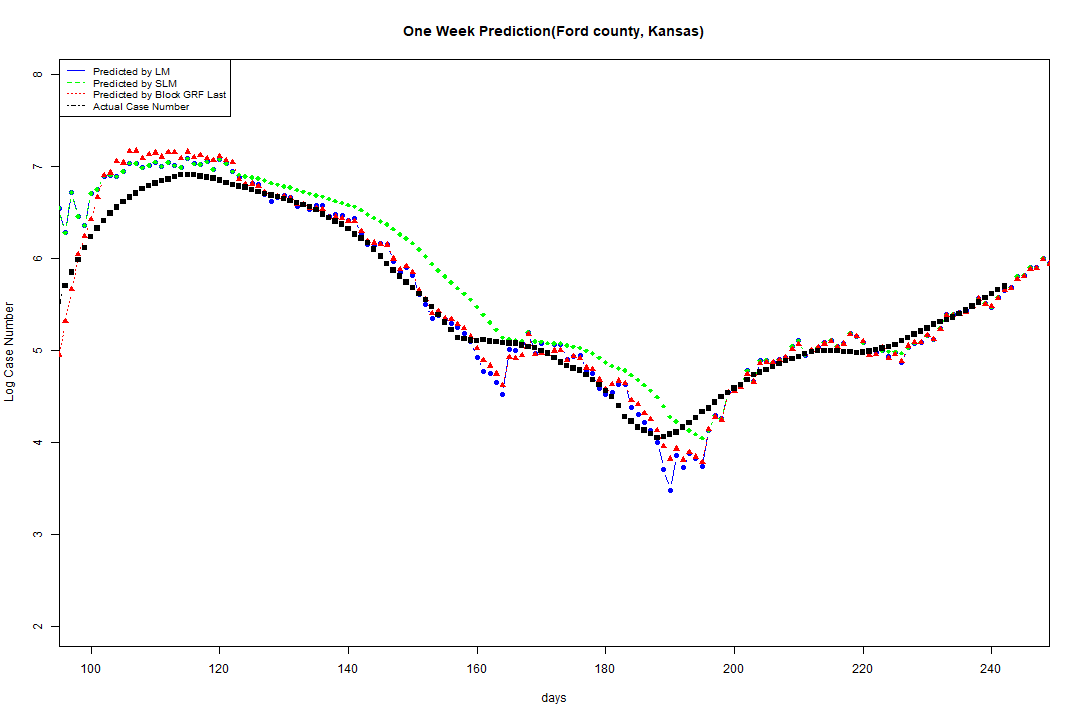 One Week Prediction(Ford county, Kansas)
Predicted by LM
Predicted by SLM
Predicted by Block GRF Last
Actual Case Number
8
7
6
5
4
3
2
Log Case Number
100 120 140 160 180 200 220 240
days